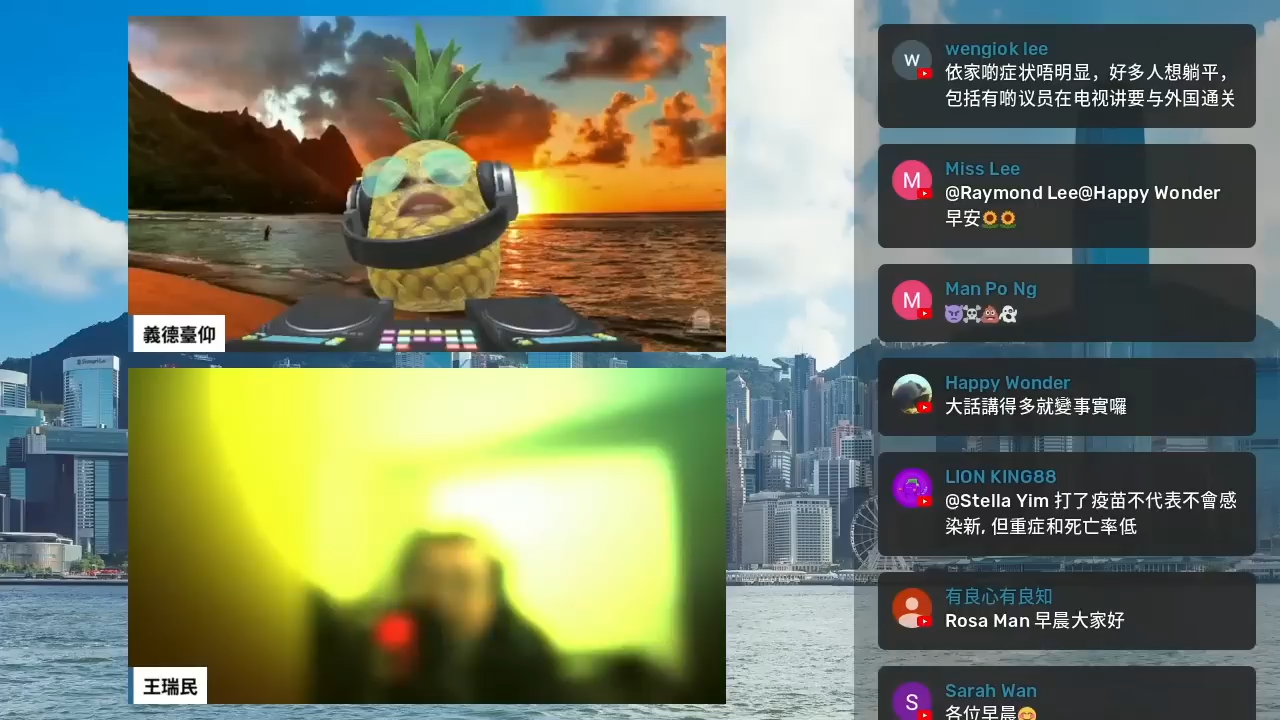 義德臺仰
王瑞民
W
wengiok lee
依家啲症状唔明显，好多人想躺平，
包括有啲议员在电视讲要与外国通关
M
Miss Lee
@Raymond Lee@Happy Wonder
早安🌻🌻
M
Man Po Ng
😈☠️💩👻
Happy Wonder
大話講得多就變事實囉
LION KING88
@Stella Yim 打了疫苗不代表不會感
染新, 但重症和死亡率低
有良心有良知
Rosa Man 早晨大家好
S
Sarah Wan
各位早晨😊